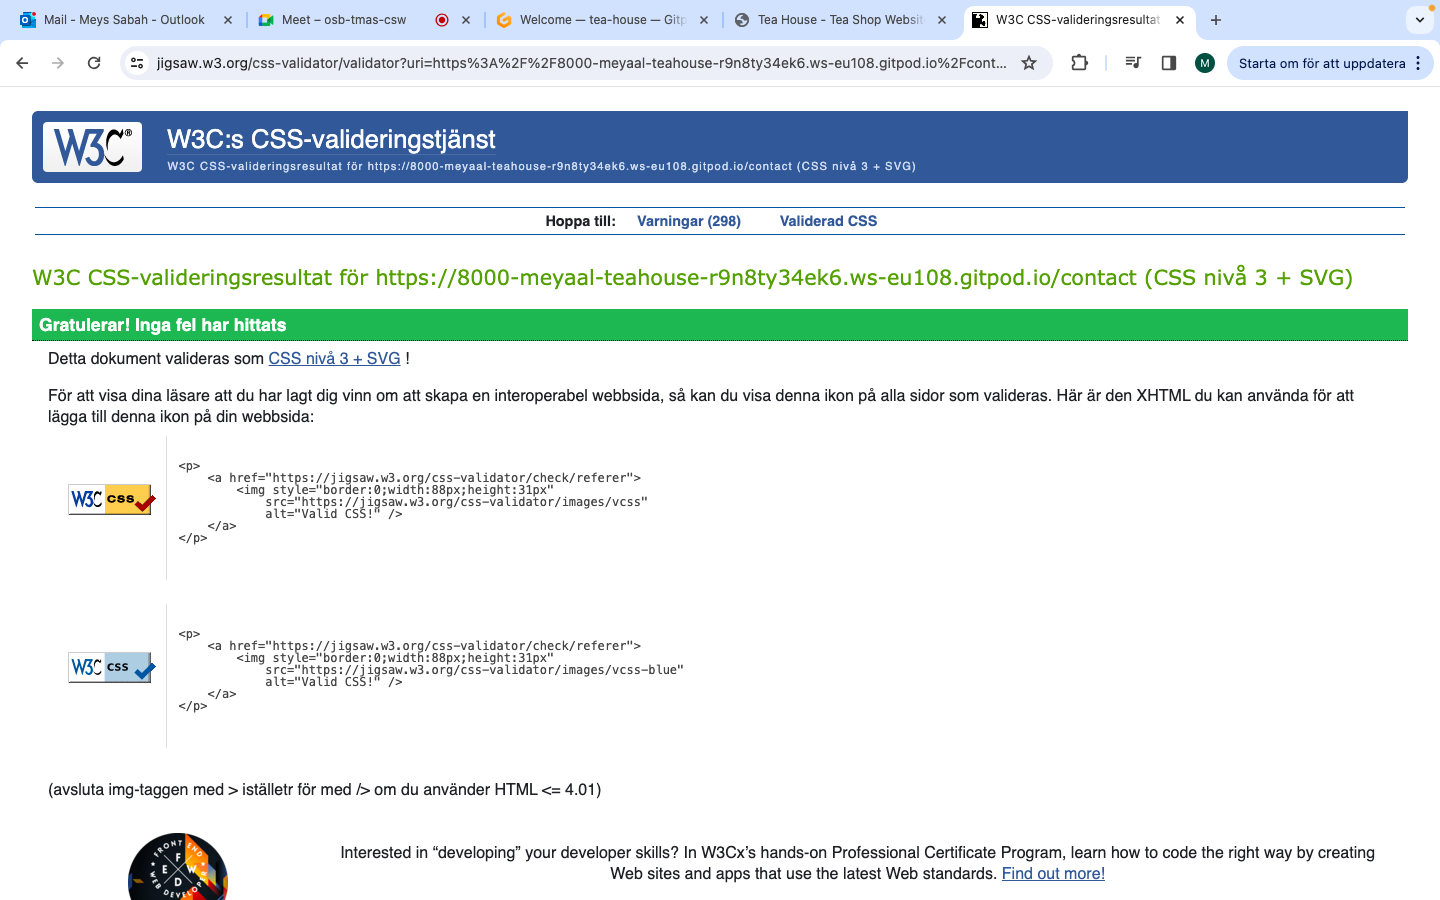 Mail - Meys Sabah - Outlook
Meet – osb-tmas-csw
Welcome — tea-house — Gitp
Tea House - Tea Shop Website
W3C CSS-valideringsresultat
jigsaw.w3.org/css-validator/validator?uri=https%3A%2F%2F8000-meyaal-teahouse-r9n8ty34ek6.ws-eu108.gitpod.io%2Fcont...
M
Starta om för att uppdatera
W3C®
W3C:s CSS-valideringstjänst
W3C CSS-valideringsresultat för https://8000-meyaal-teahouse-r9n8ty34ek6.ws-eu108.gitpod.io/contact (CSS nivå 3 + SVG)
Hoppa till: Varningar (298) Validerad CSS
W3C CSS-valideringsresultat för https://8000-meyaal-teahouse-r9n8ty34ek6.ws-eu108.gitpod.io/contact (CSS nivå 3 + SVG)
Gratulerar! Inga fel har hittats
Detta dokument valideras som CSS nivå 3 + SVG !
För att visa dina läsare att du har lagt dig vinn om att skapa en interoperabel webbsida, så kan du visa denna ikon på alla sidor som valideras. Här är den XHTML du kan använda för att
lägga till denna ikon på din webbsida:
W3C css
<p>
<a href="https://jigsaw.w3.org/css-validator/check/referer">
<img style="border:0;width:88px;height:31px"
src="https://jigsaw.w3.org/css-validator/images/vcss"
alt="Valid CSS!" />
</a>
</p>
W3C css
<p>
<a href="https://jigsaw.w3.org/css-validator/check/referer">
<img style="border:0;width:88px;height:31px"
src="https://jigsaw.w3.org/css-validator/images/vcss-blue"
alt="Valid CSS!" />
</a>
</p>
(avsluta img-taggen med > iställetr för med /> om du använder HTML <= 4.01)
FRONT END
F
E W
D
WEB DEVELOPER
Interested in “developing” your developer skills? In W3Cx’s hands-on Professional Certificate Program, learn how to code the right way by creating
Web sites and apps that use the latest Web standards. Find out more!